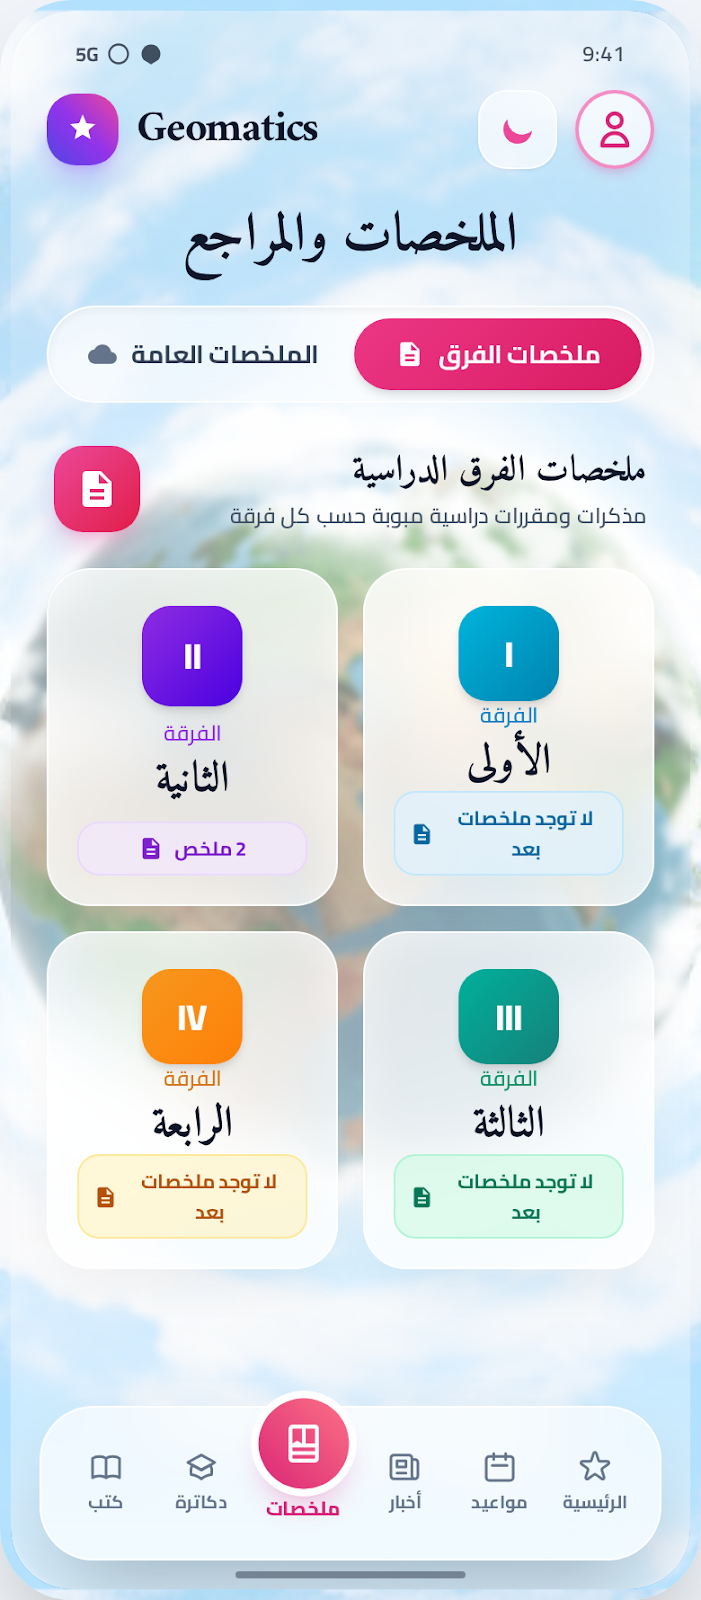 9:41
5G
Geomatics
الملخصات والمراجع
ملخصات الفرق
الملخصات العامة
ملخصات الفرق الدراسية
مذكرات ومقررات دراسية مبوبة حسب كل فرقة
I
الفرقة
الأولى
لا توجد ملخصات
بعد
II
الفرقة
الثانية
2 ملخص
III
الفرقة
الثالثة
لا توجد ملخصات
بعد
IV
الفرقة
الرابعة
لا توجد ملخصات
بعد
الرئيسية
مواعيد
أخبار
ملخصات
دكاترة
كتب